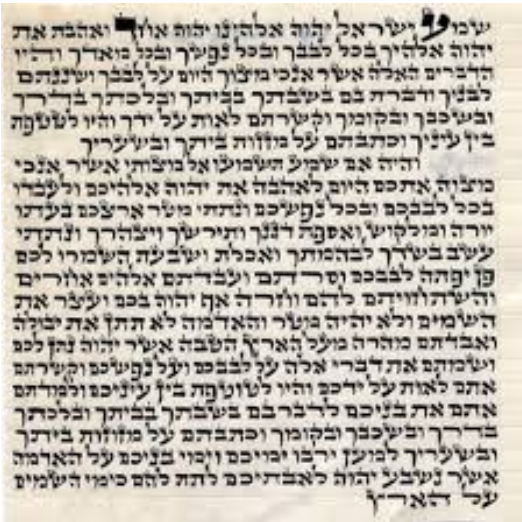 שמע ישראל יהוה אלהינו יהוה אחד ואהבת את
יהוה אלהיך בכל לבבך ובכל נפשך ובכל מאדך והיו
הדברים האלה אשר אנכי מצוך היום על לבבך ושננתם
לבניך ודברת בם בשבתך בביתך ובלכתך בדרך
ובשכבך ובקומך וקשרתם לאות על ידך והיו לטטפת
בין עיניך וכתבתם על מזזות ביתך ובשעריך
והיה אם שמע תשמעו אל מצותי אשר אנכי
מצוה אתכם היום לאהבה את יהוה אלהיכם ולעבדו
בכל לבבכם ובכל נפשכם ונתתי מטר ארצכם בעתו
יורה ומלקוש ואספת דגנך ותירשך ויצהרך ונתתי
עשב בשדך לבהמתך ואכלת ושבעת השמרו לכם
פן יפתה לבבכם וסרתם ועבדתם אלהים אחרים
והשתחויתם להם וחרה אף יהוה בכם ועצר את
השמים ולא יהיה מטר והאדמה לא תתן את יבולה
ואבדתם מהרה מעל הארץ הטבה אשר יהוה נתן לכם
ושמתם את דברי אלה על לבבכם ועל נפשכם וקשרתם
אתם לאות על ידכם והיו לטוטפת בין עיניכם ולמדתם
אתם את בניכם לדבר בם בשבתך בביתך ובלכתך
בדרך ובשכבך ובקומך וכתבתם על מזוזות ביתך
ובשעריך למען ירבו ימיכם וימי בניכם על האדמה
אשר נשבע יהוה לאבתיכם לתת להם כימי השמים
על הארץ